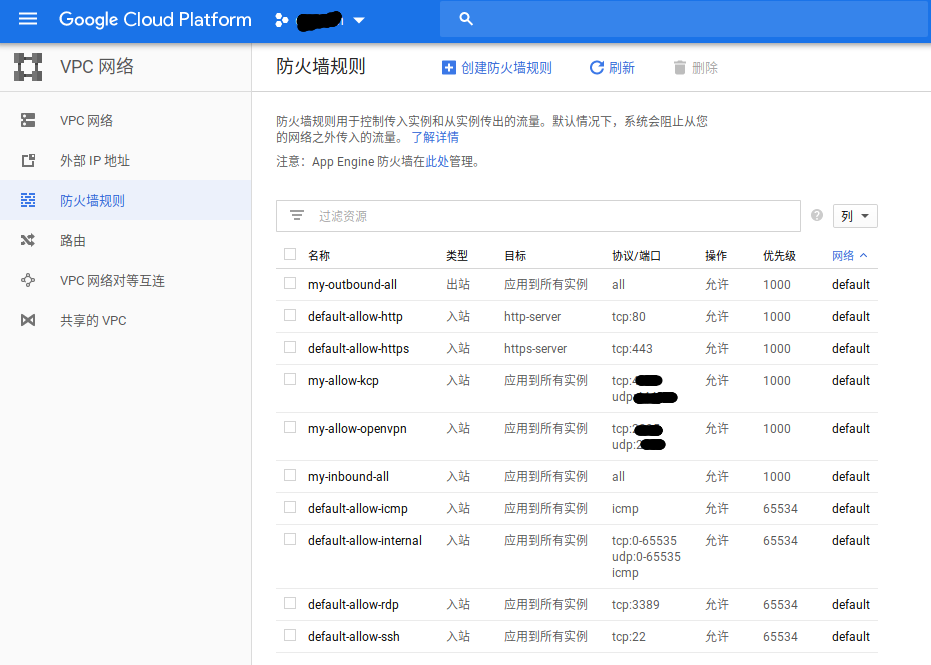 Google Cloud Platform
VPC 网络
防火墙规则
创建防火墙规则
刷新
删除
VPC 网络
外部 IP 地址
防火墙规则
路由
VPC 网络对等互连
共享的 VPC
防火墙规则用于控制传入实例和从实例传出的流量。默认情况下，系统会阻止从您
的网络之外传入的流量。 了解详情
注意：App Engine 防火墙在此处管理。
过滤资源
列
名称 类型 目标 协议/端口 操作 优先级 网络
my-outbound-all 出站 应用到所有实例 all 允许 1000 default
default-allow-http 入站 http-server tcp:80 允许 1000 default
default-allow-https 入站 https-server tcp:443 允许 1000 default
my-allow-kcp 入站 应用到所有实例 tcp: 允许 1000 default
udp:
my-allow-openvpn 入站 应用到所有实例 tcp:2 允许 1000 default
udp:2
my-inbound-all 入站 应用到所有实例 all 允许 1000 default
default-allow-icmp 入站 应用到所有实例 icmp 允许 65534 default
default-allow-internal 入站 应用到所有实例 tcp:0-65535 允许 65534 default
udp:0-65535
icmp
default-allow-rdp 入站 应用到所有实例 tcp:3389 允许 65534 default
default-allow-ssh 入站 应用到所有实例 tcp:22 允许 65534 default